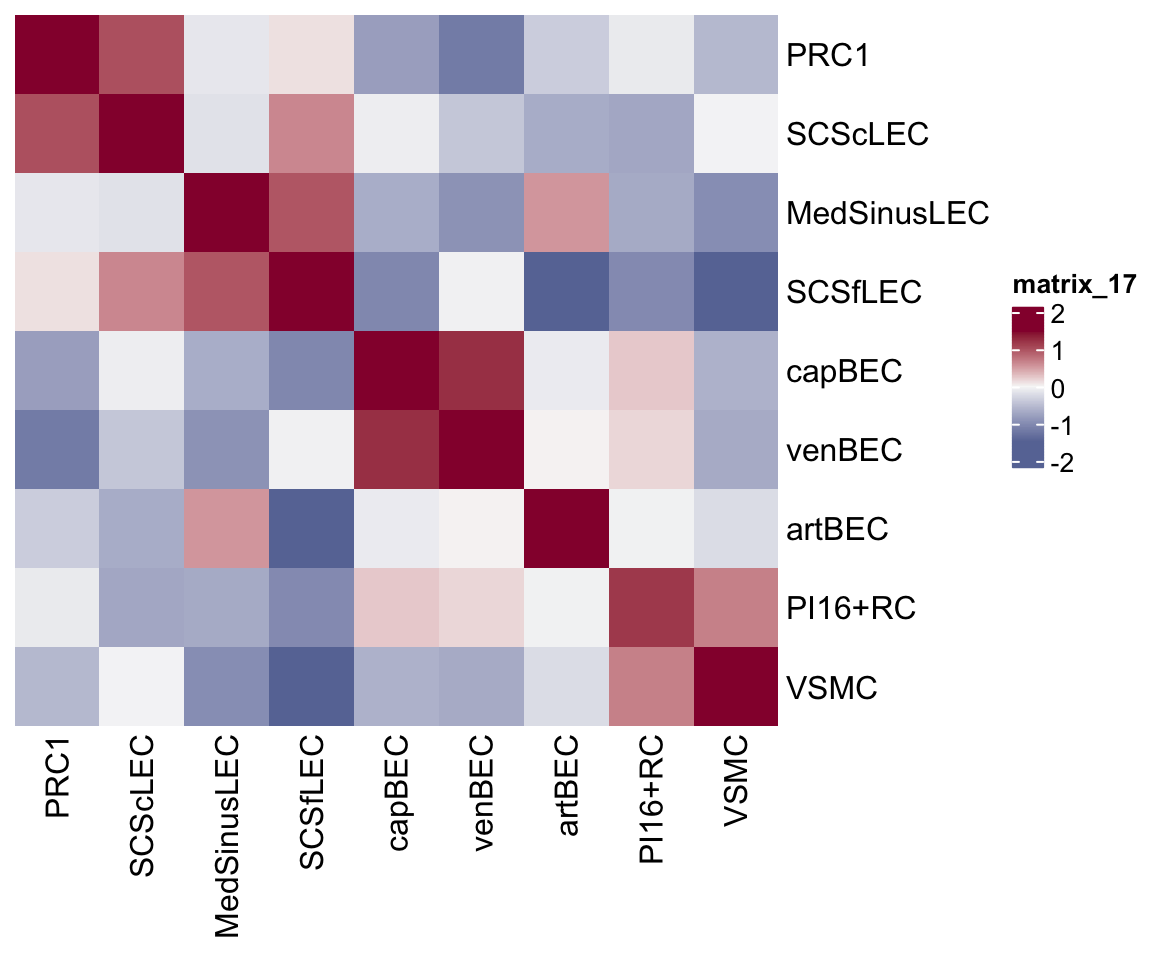 PRC1
SCScLEC
MedSinusLEC
SCSfLEC
capBEC
venBEC
artBEC
PI16+RC
VSMC
matrix_17
2
1
0
-1
-2
PRC1
SCScLEC
MedSinusLEC
SCSfLEC
capBEC
venBEC
artBEC
PI16+RC
VSMC